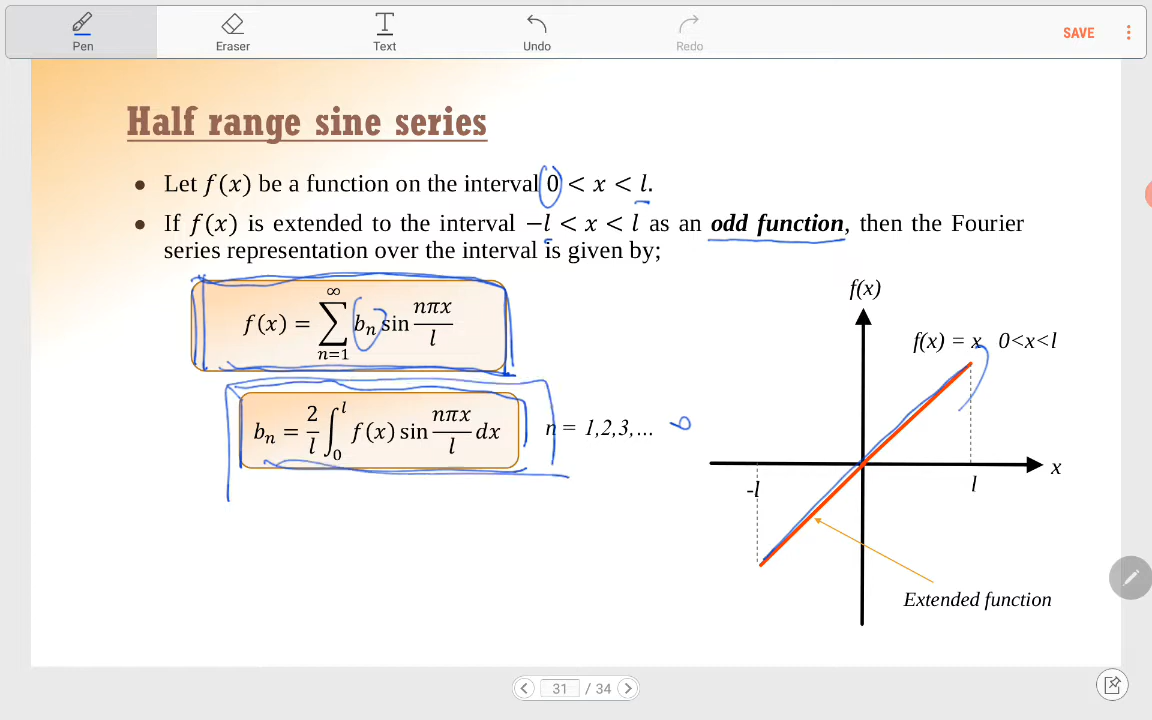 Pen Eraser Text Undo Redo SAVE
Half range sine series
• Let f(x) be a function on the interval 0 < x < l.
• If f(x) is extended to the interval −l < x < l as an odd function, then the Fourier
series representation over the interval is given by;
f(x) = ∑_{n=1}^{∞} b_n sin nπx/l
b_n = 2/l ∫_0^l f(x) sin nπx/l dx n = 1,2,3,…
f(x)
f(x) = x 0<x<l
x
-l
l
Extended function
31 / 34